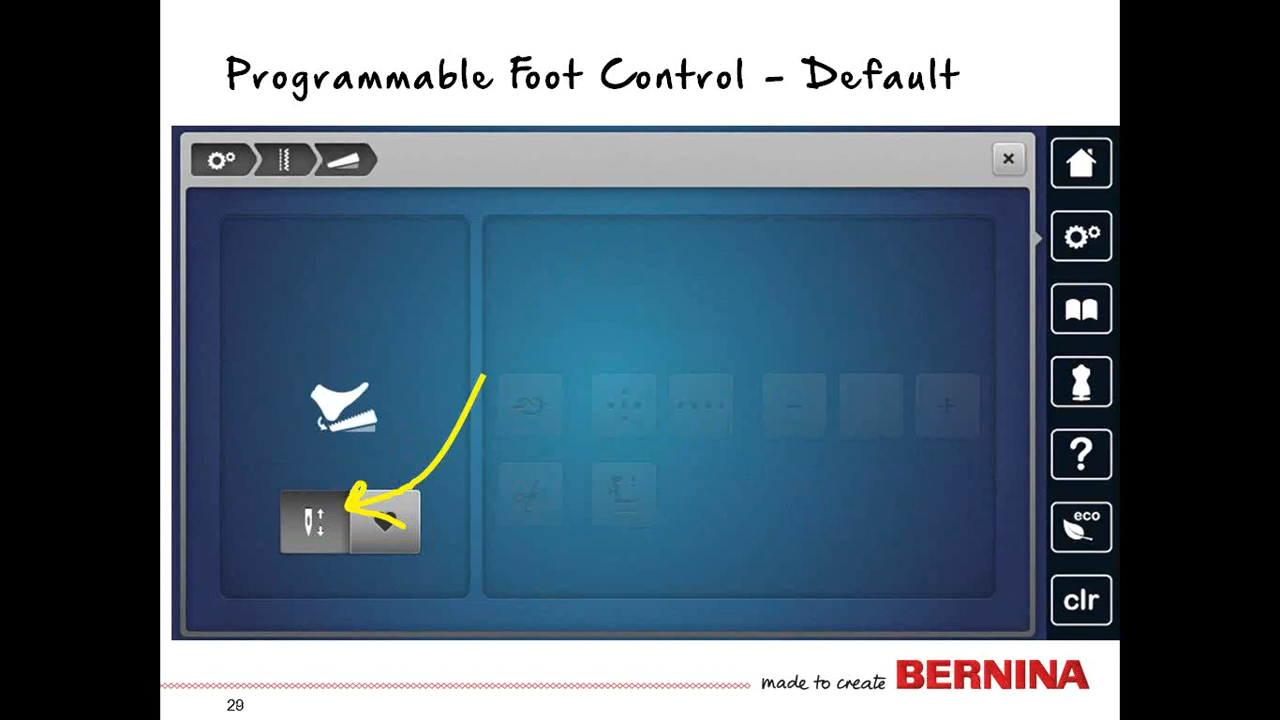 Programmable Foot Control - Default
?
eco
clr
made to create BERNINA
29